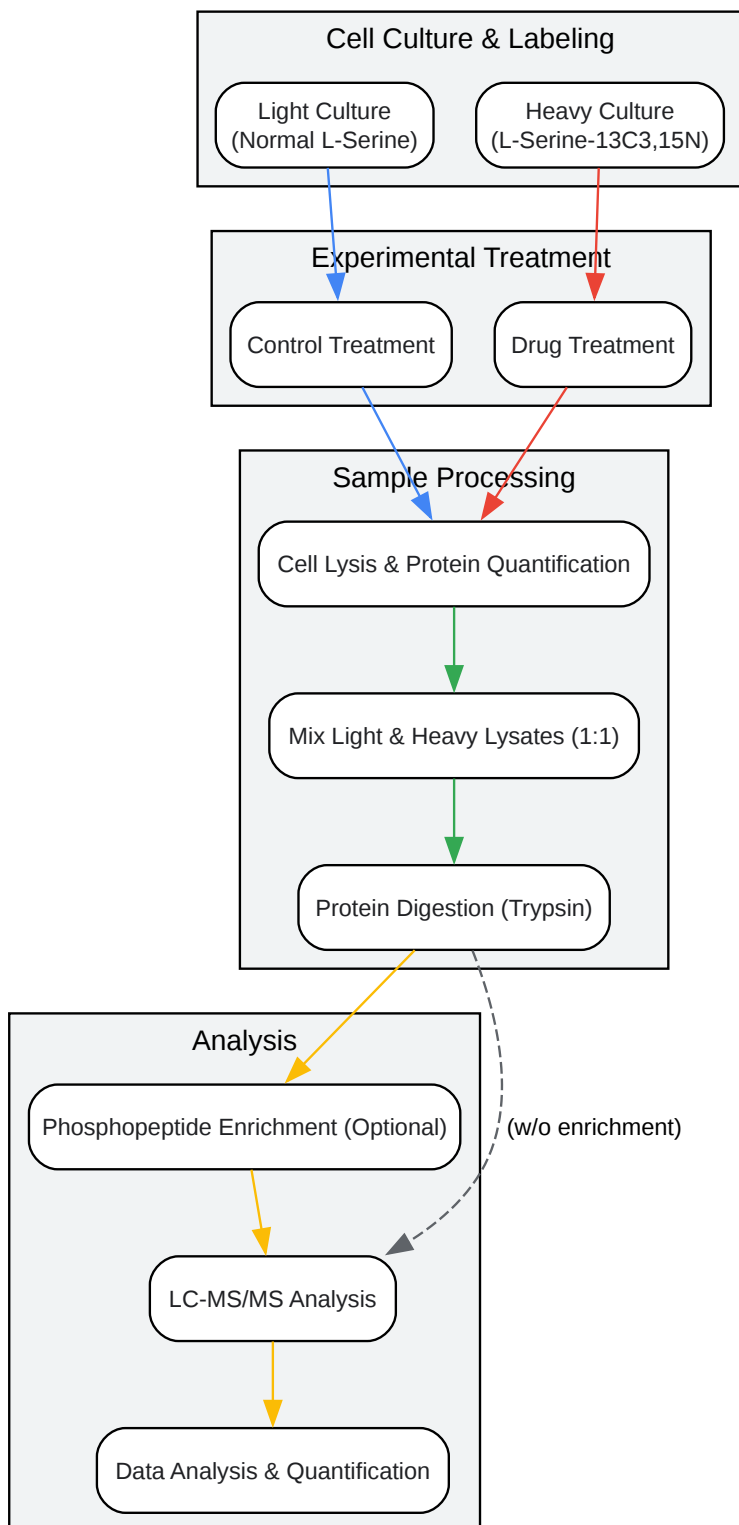 Cell Culture & Labeling
Light Culture
(Normal L-Serine)
Heavy Culture
(L-Serine-13C3,15N)
Experimental Treatment
Control Treatment
Drug Treatment
Sample Processing
Cell Lysis & Protein Quantification
Mix Light & Heavy Lysates (1:1)
Protein Digestion (Trypsin)
Analysis
Phosphopeptide Enrichment (Optional)
(w/o enrichment)
LC-MS/MS Analysis
Data Analysis & Quantification